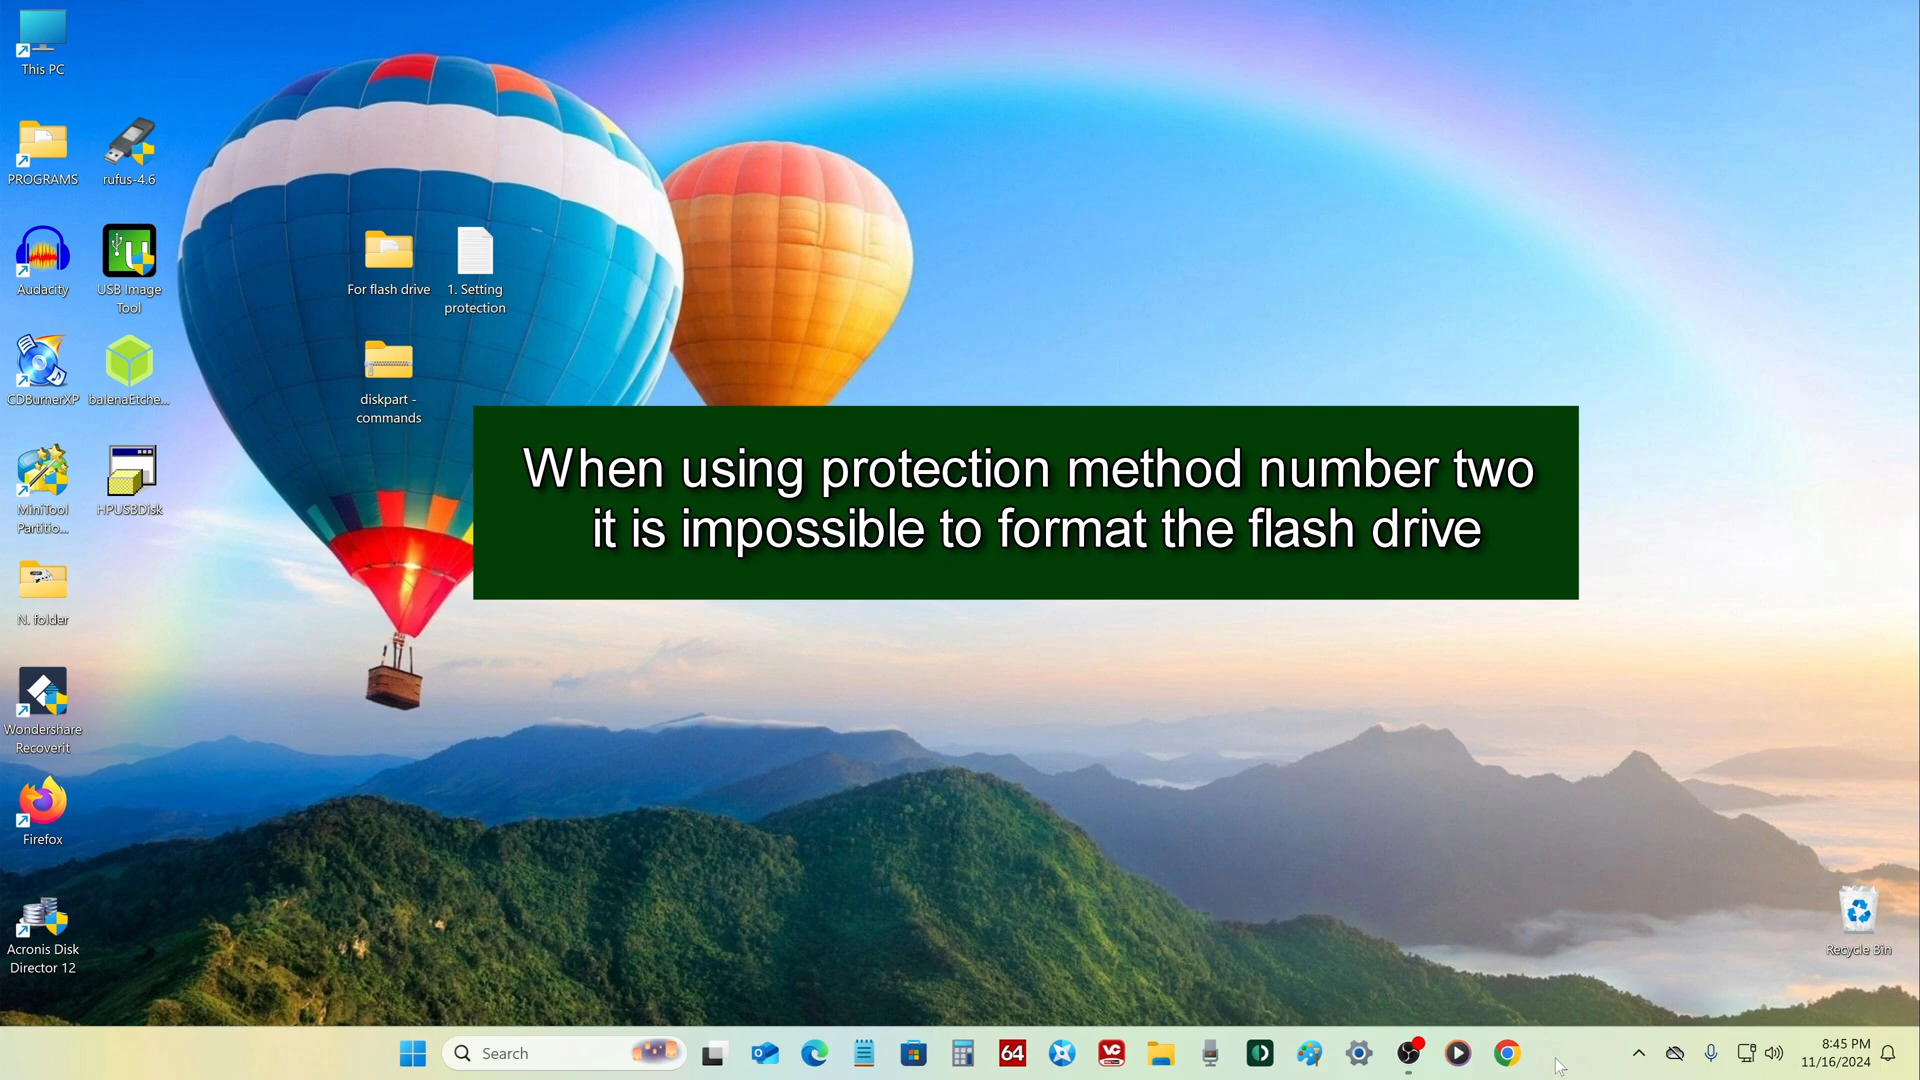 This PC
PROGRAMS
rufus-4.6
Audacity
USB Image
Tool
For flash drive
1. Setting
protection
CDBurnerXP
balenaEtche...
diskpart -
commands
When using protection method number two
it is impossible to format the flash drive
MiniTool
Partitio...
HPUSBDisk
N. folder
Wondershare
Recoverit
Firefox
Acronis Disk
Director 12
Recycle Bin
Search
64
VC
8:45 PM
11/16/2024